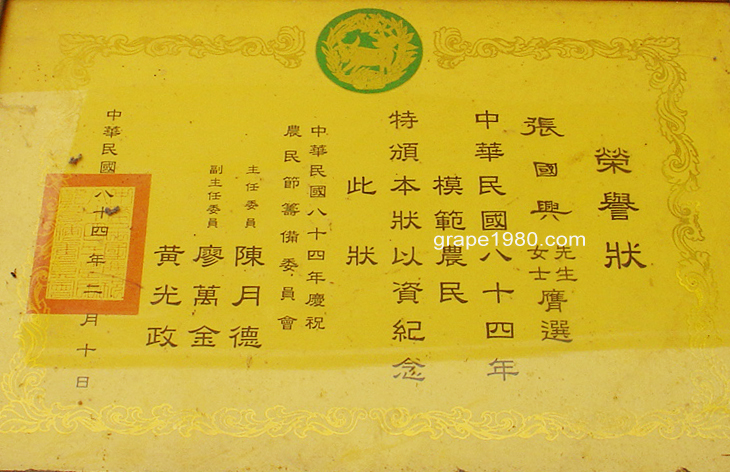 榮譽狀
張國興 先生 女士 膺選
中華民國八十四年
模範農民
特頒本狀以資紀念
此狀
中華民國八十四年慶祝
農民節籌備委員會
主任委員 陳月德
副主任委員 廖萬金
黃光政
中華民國八十四年二月十日
grape1980.com